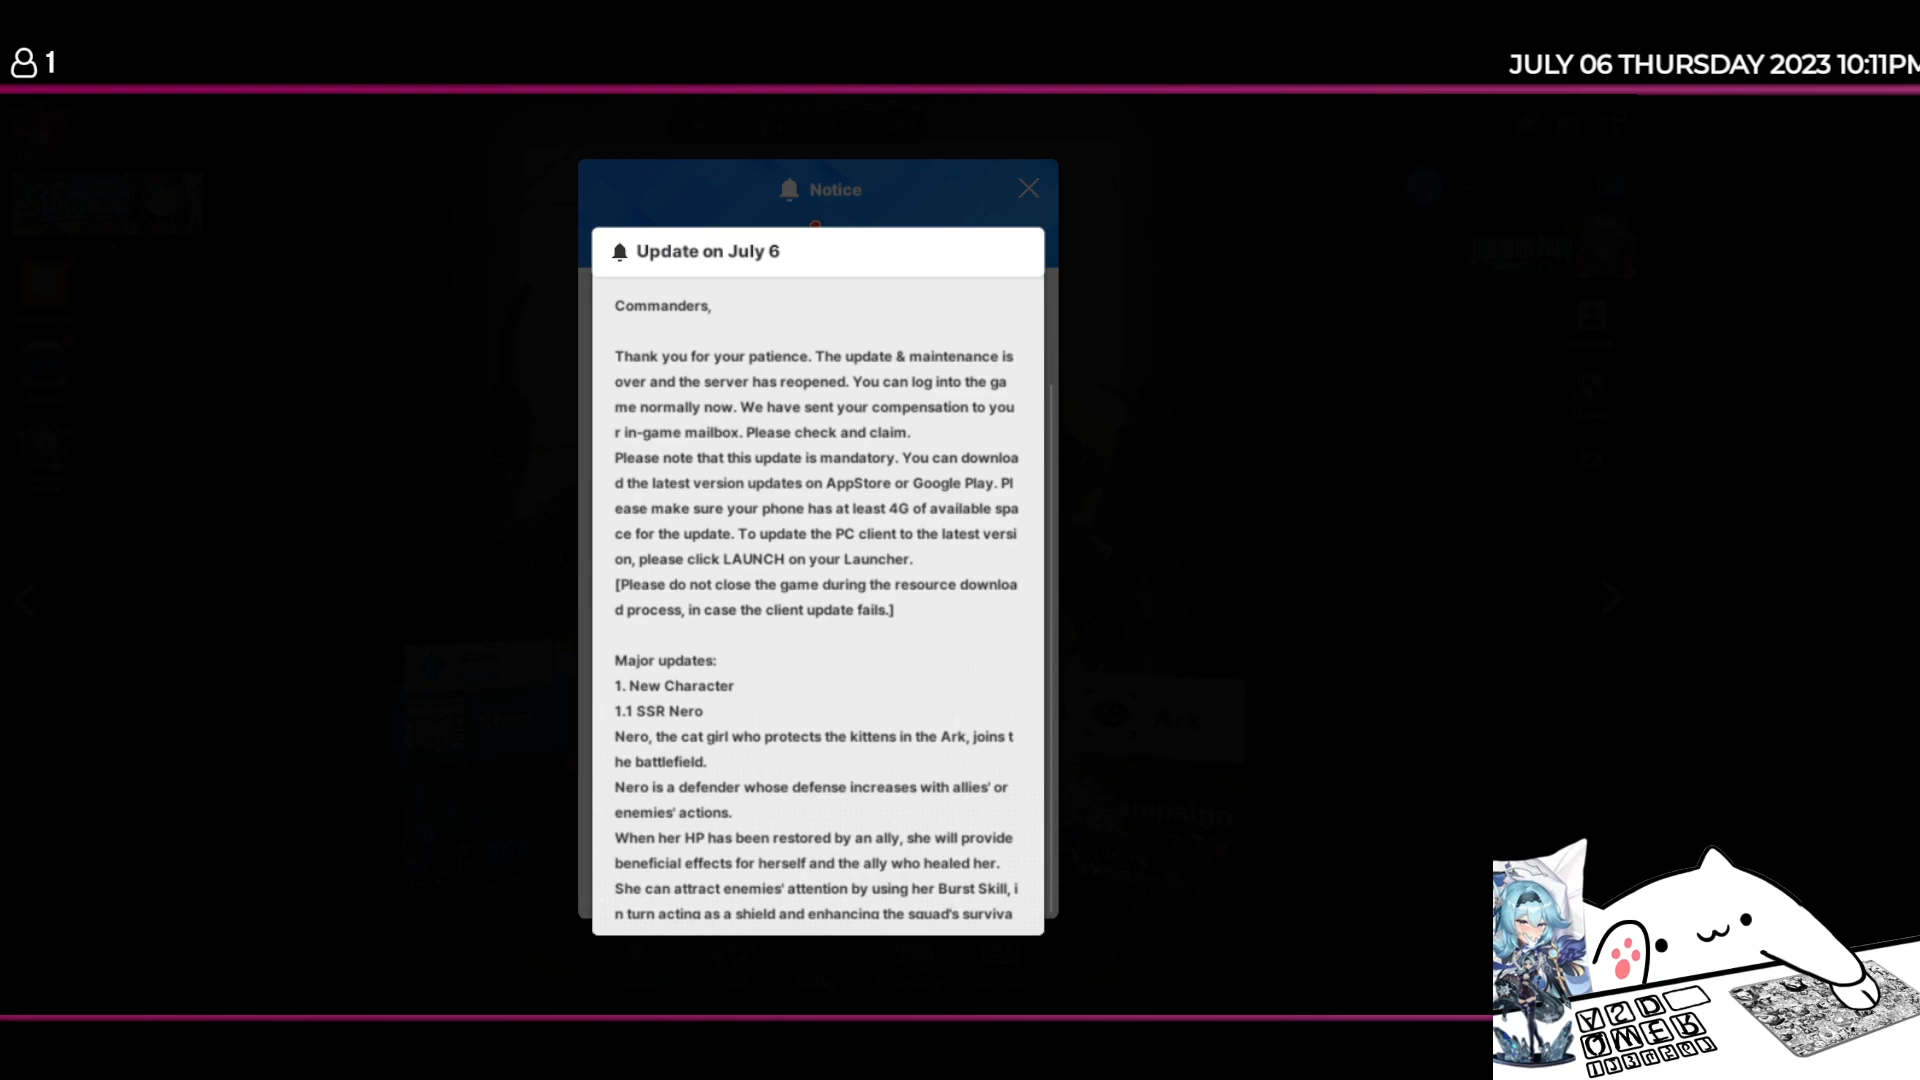 1
JULY 06 THURSDAY 2023 10:11PM
Notice
Update on July 6
Commanders,
Thank you for your patience. The update & maintenance is
over and the server has reopened. You can log into the ga
me normally now. We have sent your compensation to you
r in-game mailbox. Please check and claim.
Please note that this update is mandatory. You can downloa
d the latest version updates on AppStore or Google Play. Pl
ease make sure your phone has at least 4G of available spa
ce for the update. To update the PC client to the latest versi
on, please click LAUNCH on your Launcher.
[Please do not close the game during the resource downloa
d process, in case the client update fails.]
Major updates:
1. New Character
1.1 SSR Nero
Nero, the cat girl who protects the kittens in the Ark, joins t
he battlefield.
Nero is a defender whose defense increases with allies' or
enemies' actions.
When her HP has been restored by an ally, she will provide
beneficial effects for herself and the ally who healed her.
She can attract enemies' attention by using her Burst Skill, i
n turn acting as a shield and enhancing the squad's surviva
Shop
Ark
Campaign
A S D
Q W E R